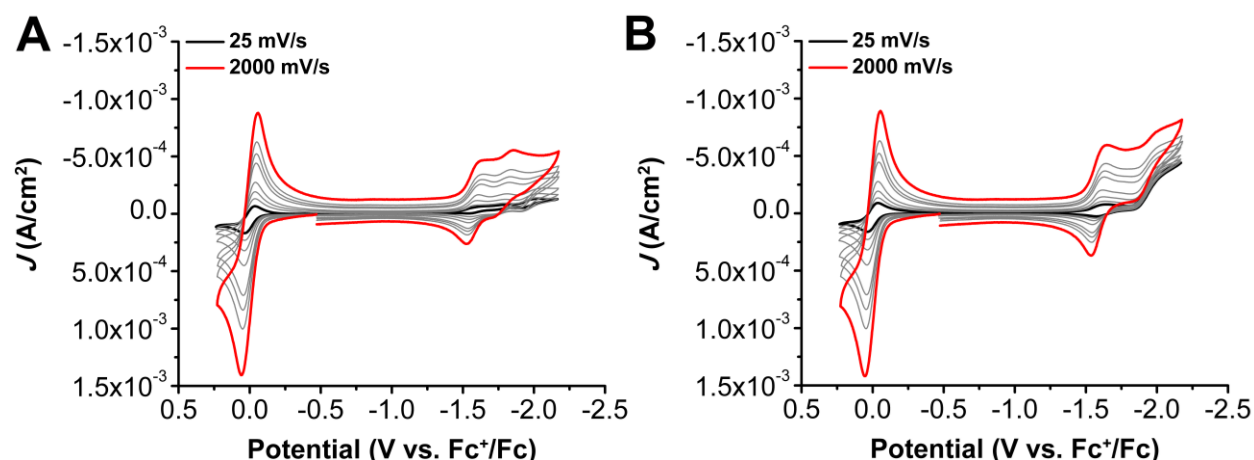 A
-1.5x10⁻³
-1.0x10⁻³
-5.0x10⁻⁴
0.0
5.0x10⁻⁴
1.0x10⁻³
1.5x10⁻³
J (A/cm²)
25 mV/s
2000 mV/s
0.5 0.0 -0.5 -1.0 -1.5 -2.0 -2.5
Potential (V vs. Fc⁺/Fc)
B
-1.5x10⁻³
-1.0x10⁻³
-5.0x10⁻⁴
0.0
5.0x10⁻⁴
1.0x10⁻³
1.5x10⁻³
J (A/cm²)
25 mV/s
2000 mV/s
0.5 0.0 -0.5 -1.0 -1.5 -2.0 -2.5
Potential (V vs. Fc⁺/Fc)